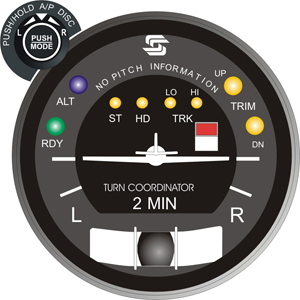 PUSH/HOLD A/P DISC
L R
PUSH
MODE
NO PITCH INFORMATION
UP
LO HI
ALT
TRIM
ST HD TRK
RDY
DN
TURN COORDINATOR
2 MIN
L R